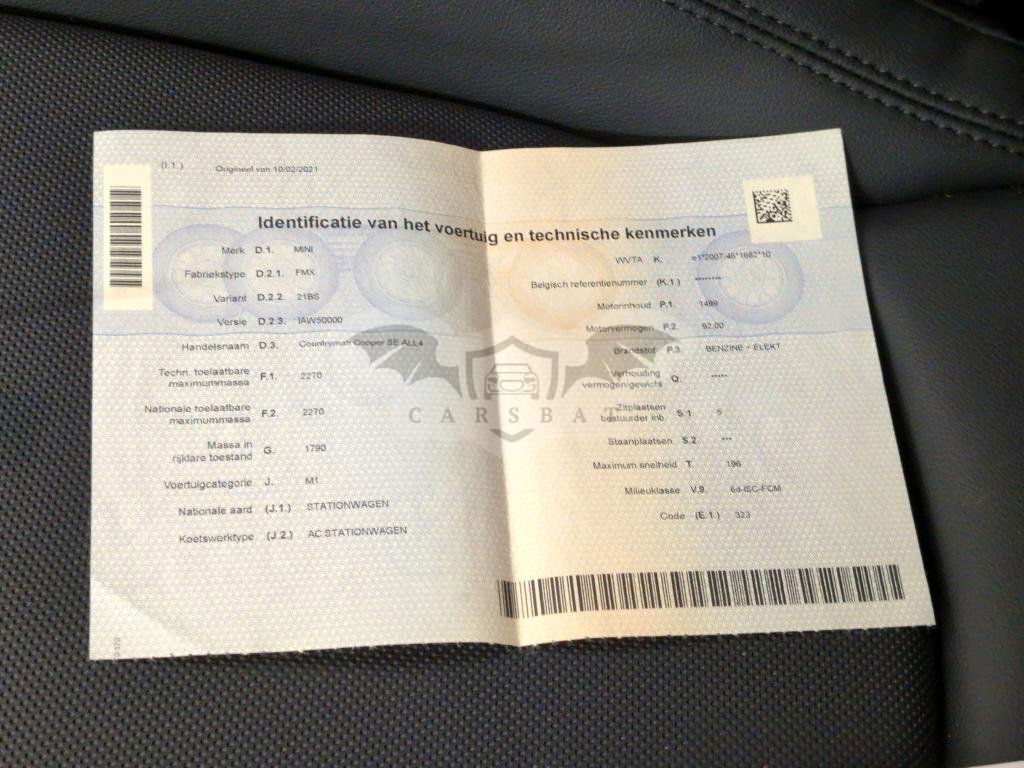 (I.1.) Origineel van 10/02/2021
Identificatie van het voertuig en technische kenmerken
Merk D.1. MINI
Fabriekstype D.2.1. FMX
Variant D.2.2. 21BS
Versie D.2.3. IAW50000
Handelsnaam D.3. Countryman Cooper SE ALL4
Techn. toelaatbare
maximummassa F.1. 2270
Nationale toelaatbare
maximummassa F.2. 2270
Massa in
rijklare toestand G. 1790
Voertuigcategorie J. M1
Nationale aard (J.1.) STATIONWAGEN
Koetswerktype (J.2.) AC STATIONWAGEN
WVTA K. e1*2007/46*1682*10
Belgisch referentienummer (K.1.) ********
Motorinhoud P.1. 1499
Motorvermogen P.2. 92,00
Brandstof P.3. BENZINE + ELEKT
Verhouding
vermogen/gewicht Q. *****
Zitplaatsen
bestuurder inb. S.1. 5
Staanplaatsen S.2. ***
Maximum snelheid T. 196
Milieuklasse V.9. 6d-ISC-FCM
Code (E.1.) 323
CARSBAT